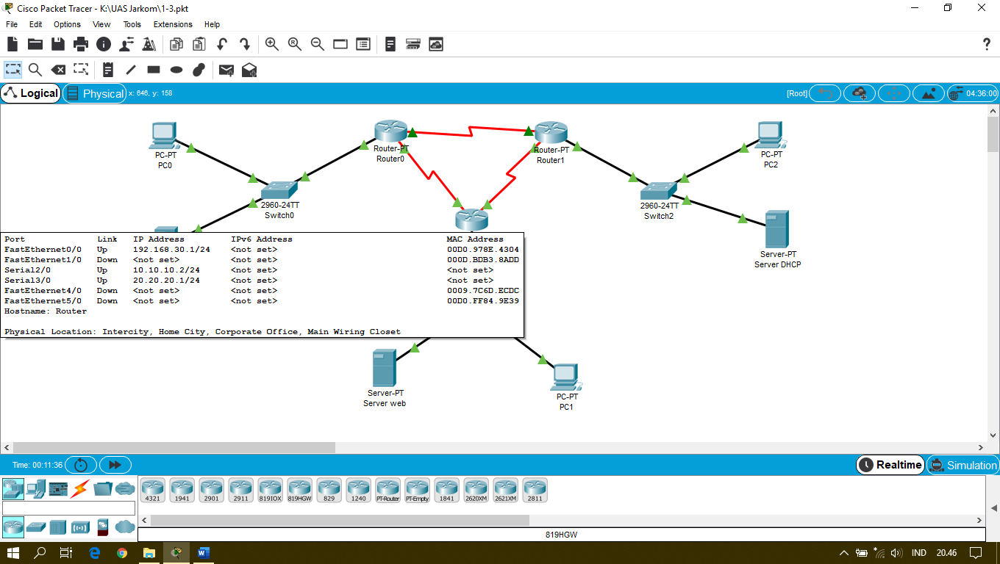 Cisco Packet Tracer - K:\UAS Jarkom\1-3.pkt
File Edit Options View Tools Extensions Help
?
Logical Physical x: 646, y: 158 [Root] 04:36:00
PC-PT
PC0
Router-PT
Router0
Router-PT
Router1
PC-PT
PC2
2960-24TT
Switch0
2960-24TT
Switch2
Server-PT
Server DHCP
Port Link IP Address IPv6 Address MAC Address
FastEthernet0/0 Up 192.168.30.1/24 <not set> 00D0.978E.4304
FastEthernet1/0 Down <not set> <not set> 000D.BDB3.8ADD
Serial2/0 Up 10.10.10.2/24 <not set> <not set>
Serial3/0 Up 20.20.20.1/24 <not set> <not set>
FastEthernet4/0 Down <not set> <not set> 0009.7C6D.ECDC
FastEthernet5/0 Down <not set> <not set> 00D0.FF84.9E39
Hostname: Router
Physical Location: Intercity, Home City, Corporate Office, Main Wiring Closet
Server-PT
Server web
PC-PT
PC1
Time: 00:11:36 Realtime Simulation
4321 1941 2901 2911 819IOX 819HGW 829 1240 PT-Router PT-Empty 1841 2620XM 2621XM 2811
819HGW
IND 20.46